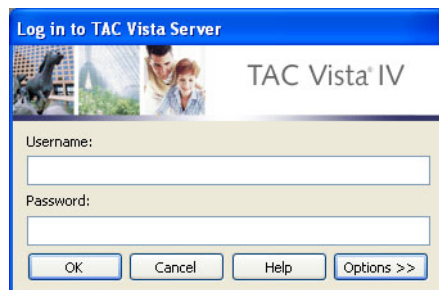 Log in to TAC Vista Server
TAC Vista® IV
Username:
Password:
OK Cancel Help Options >>